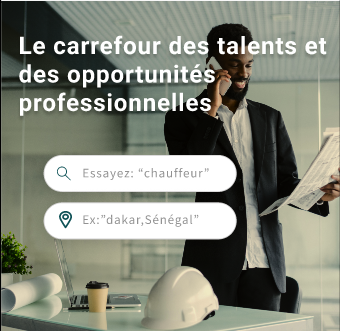 Le carrefour des talents et
des opportunités
professionnelles
Essayez: “chauffeur”
Ex:”dakar,Sénégal”